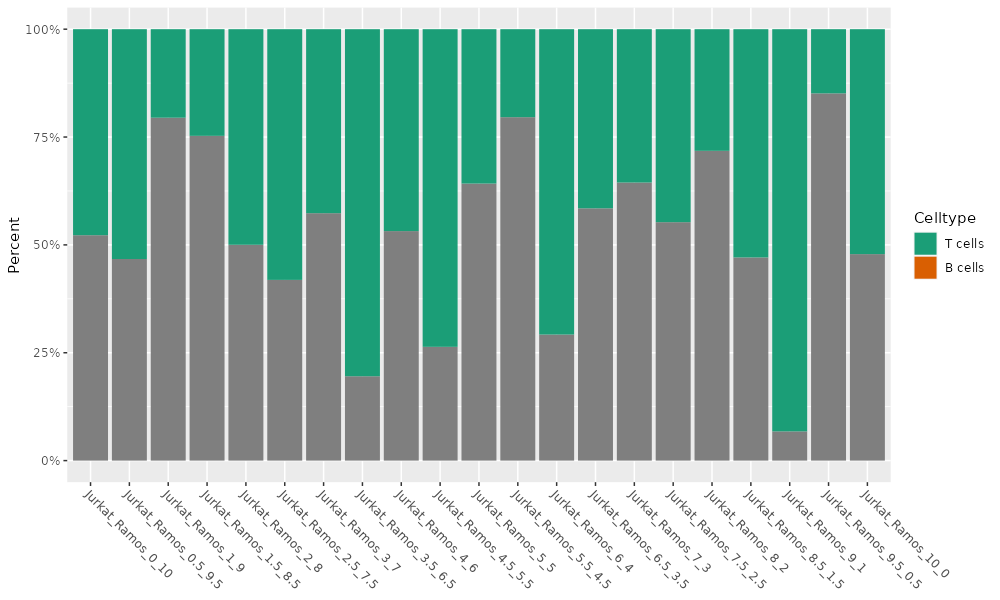 100%
75%
50%
25%
0%
Percent
Jurkat_Ramos_0_10
Jurkat_Ramos_0.5_9.5
Jurkat_Ramos_1_9
Jurkat_Ramos_1.5_8.5
Jurkat_Ramos_2_8
Jurkat_Ramos_2.5_7.5
Jurkat_Ramos_3_7
Jurkat_Ramos_3.5_6.5
Jurkat_Ramos_4_6
Jurkat_Ramos_4.5_5.5
Jurkat_Ramos_5_5
Jurkat_Ramos_5.5_4.5
Jurkat_Ramos_6_4
Jurkat_Ramos_6.5_3.5
Jurkat_Ramos_7_3
Jurkat_Ramos_7.5_2.5
Jurkat_Ramos_8_2
Jurkat_Ramos_8.5_1.5
Jurkat_Ramos_9_1
Jurkat_Ramos_9.5_0.5
Jurkat_Ramos_10_0
Celltype
T cells
B cells